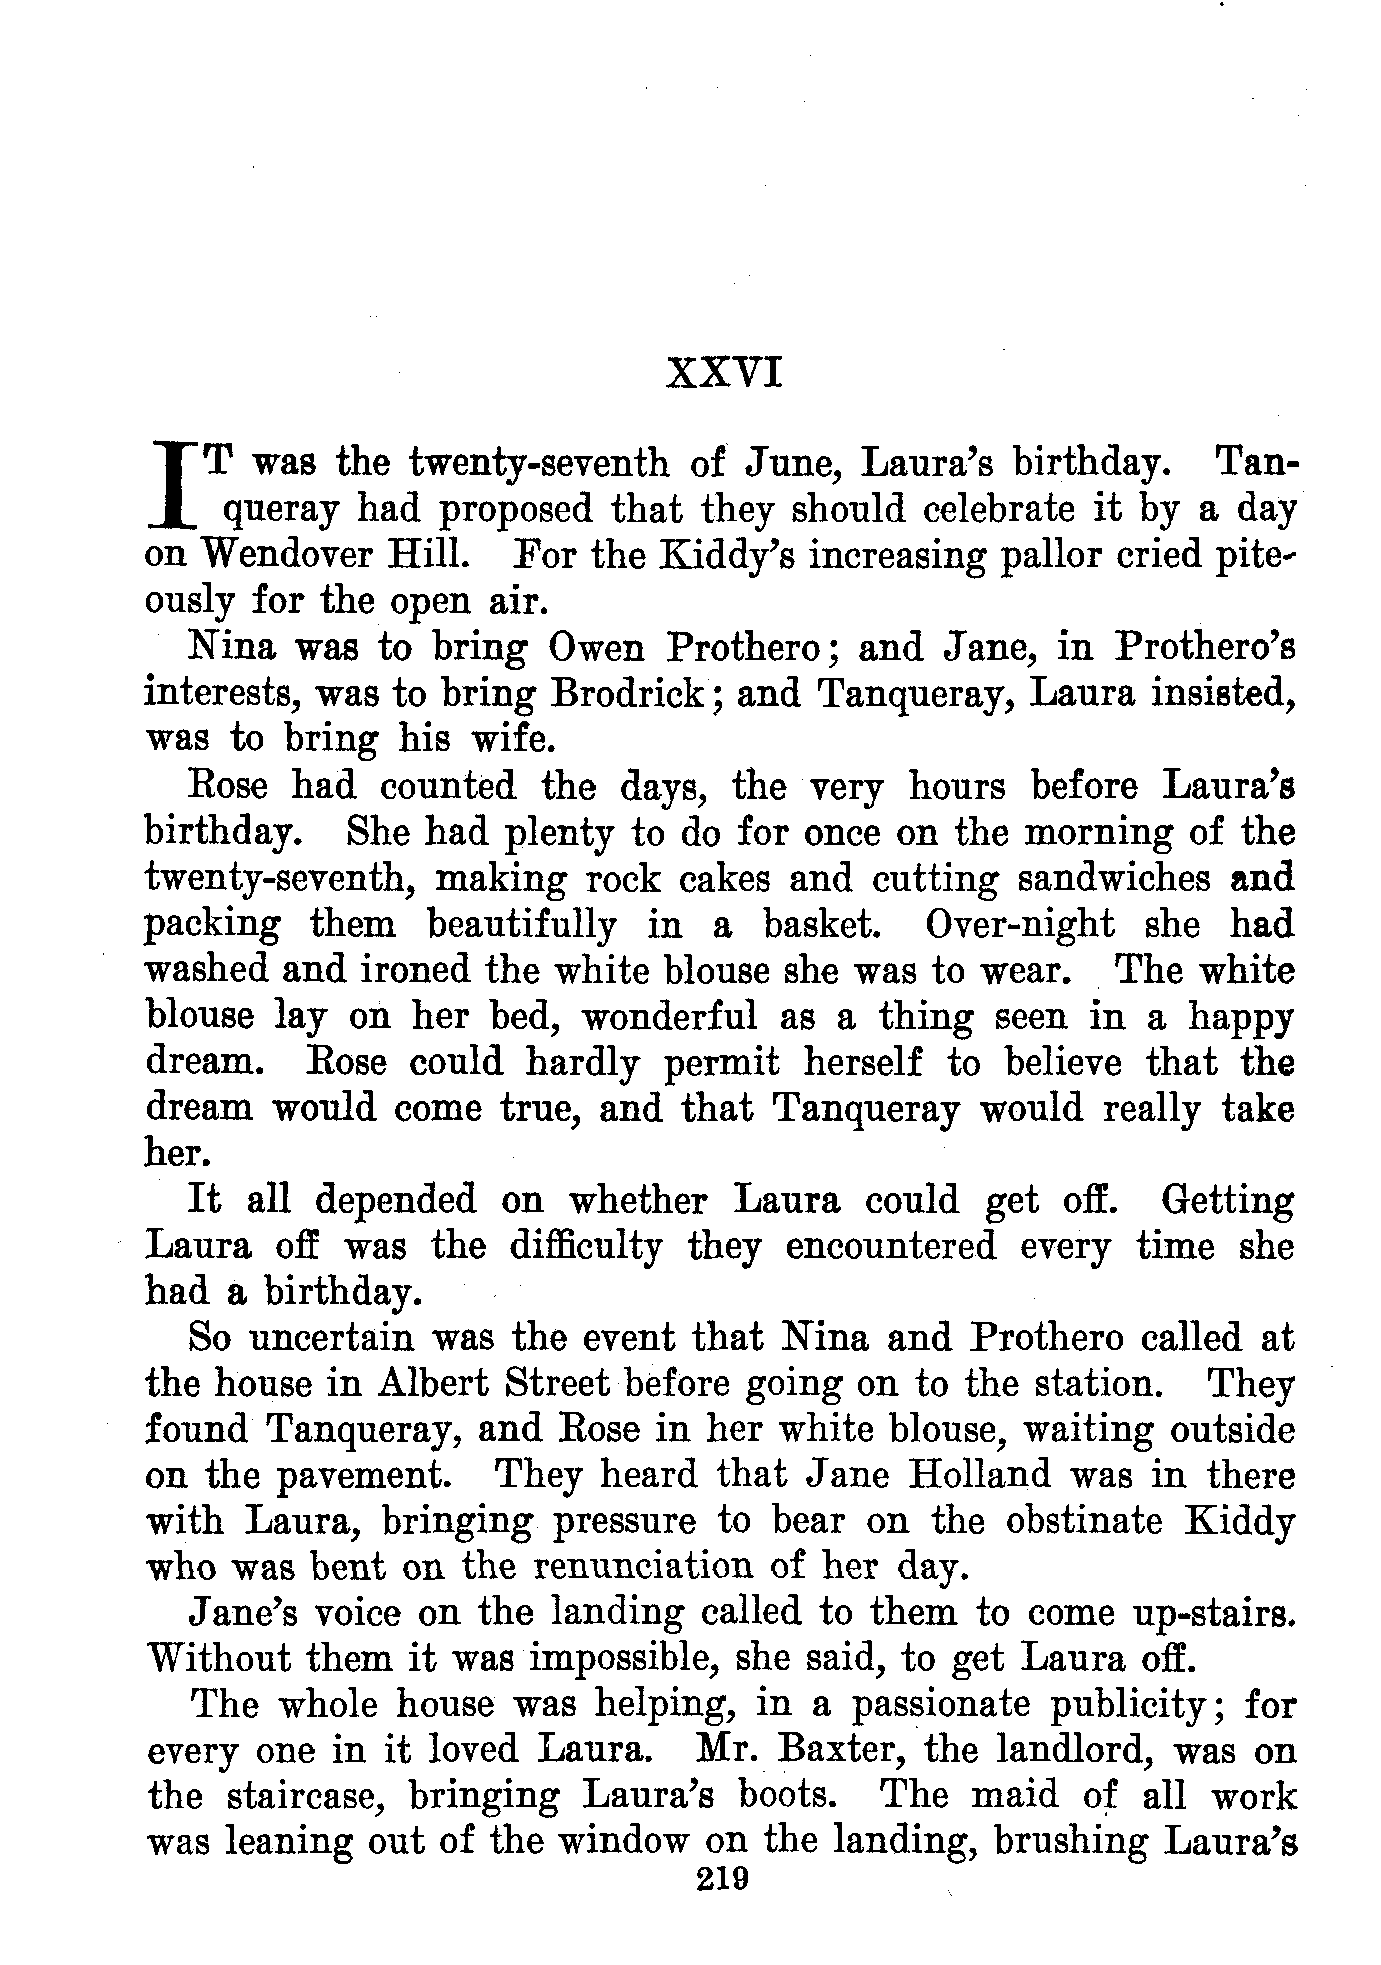 XXVI
IT was the twenty-seventh of June, Laura's birthday. Tan-
queray had proposed that they should celebrate it by a day
on Wendover Hill. For the Kiddy's increasing pallor cried pite-
ously for the open air.
Nina was to bring Owen Prothero; and Jane, in Prothero's
interests, was to bring Brodrick; and Tanqueray, Laura insisted,
was to bring his wife.
Rose had counted the days, the very hours before Laura's
birthday. She had plenty to do for once on the morning of the
twenty-seventh, making rock cakes and cutting sandwiches and
packing them beautifully in a basket. Over-night she had
washed and ironed the white blouse she was to wear. The white
blouse lay on her bed, wonderful as a thing seen in a happy
dream. Rose could hardly permit herself to believe that the
dream would come true, and that Tanqueray would really take
her.
It all depended on whether Laura could get off. Getting
Laura off was the difficulty they encountered every time she
had a birthday.
So uncertain was the event that Nina and Prothero called at
the house in Albert Street before going on to the station. They
found Tanqueray, and Rose in her white blouse, waiting outside
on the pavement. They heard that Jane Holland was in there
with Laura, bringing pressure to bear on the obstinate Kiddy
who was bent on the renunciation of her day.
Jane's voice on the landing called to them to come up-stairs.
Without them it was impossible, she said, to get Laura off.
The whole house was helping, in a passionate publicity; for
every one in it loved Laura. Mr. Baxter, the landlord, was on
the staircase, bringing Laura's boots. The maid of all work
was leaning out of the window on the landing, brushing Laura's
219